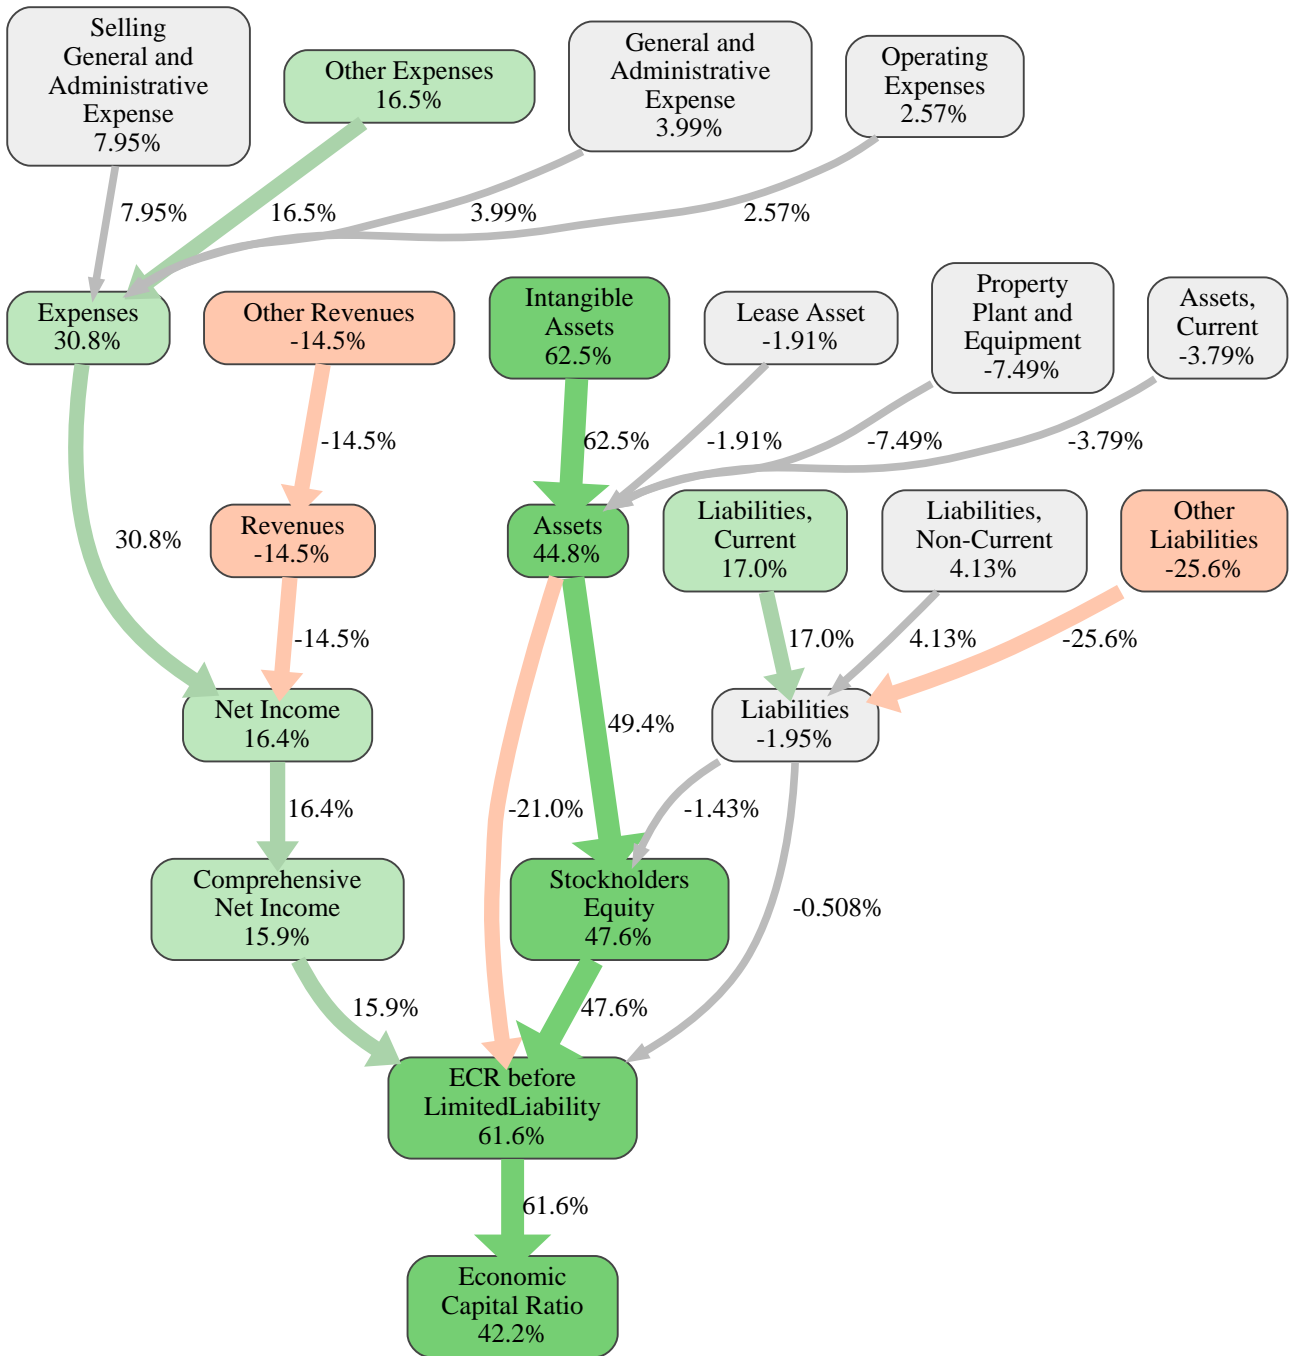 Selling
General and
Administrative
Expense
7.95%
Other Expenses
16.5%
General and
Administrative
Expense
3.99%
Operating
Expenses
2.57%
7.95%
16.5%
3.99%
2.57%
Expenses
30.8%
Other Revenues
-14.5%
Intangible
Assets
62.5%
Lease Asset
-1.91%
Property
Plant and
Equipment
-7.49%
Assets,
Current
-3.79%
-14.5%
62.5%
-1.91%
-7.49%
-3.79%
30.8%
Revenues
-14.5%
Assets
44.8%
Liabilities,
Current
17.0%
Liabilities,
Non-Current
4.13%
Other
Liabilities
-25.6%
-14.5%
49.4%
17.0%
4.13%
-25.6%
Net Income
16.4%
Liabilities
-1.95%
16.4%
-21.0%
-1.43%
-0.508%
Comprehensive
Net Income
15.9%
Stockholders
Equity
47.6%
15.9%
47.6%
ECR before
LimitedLiability
61.6%
61.6%
Economic
Capital Ratio
42.2%